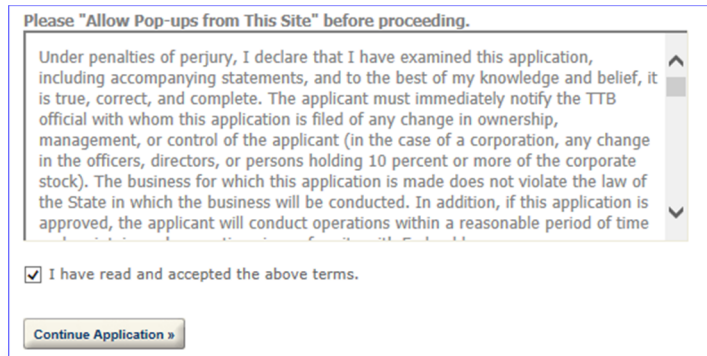 Please "Allow Pop-ups from This Site" before proceeding.
Under penalties of perjury, I declare that I have examined this application,
including accompanying statements, and to the best of my knowledge and belief, it
is true, correct, and complete. The applicant must immediately notify the TTB
official with whom this application is filed of any change in ownership,
management, or control of the applicant (in the case of a corporation, any change
in the officers, directors, or persons holding 10 percent or more of the corporate
stock). The business for which this application is made does not violate the law of
the State in which the business will be conducted. In addition, if this application is
approved, the applicant will conduct operations within a reasonable period of time
I have read and accepted the above terms.
Continue Application »